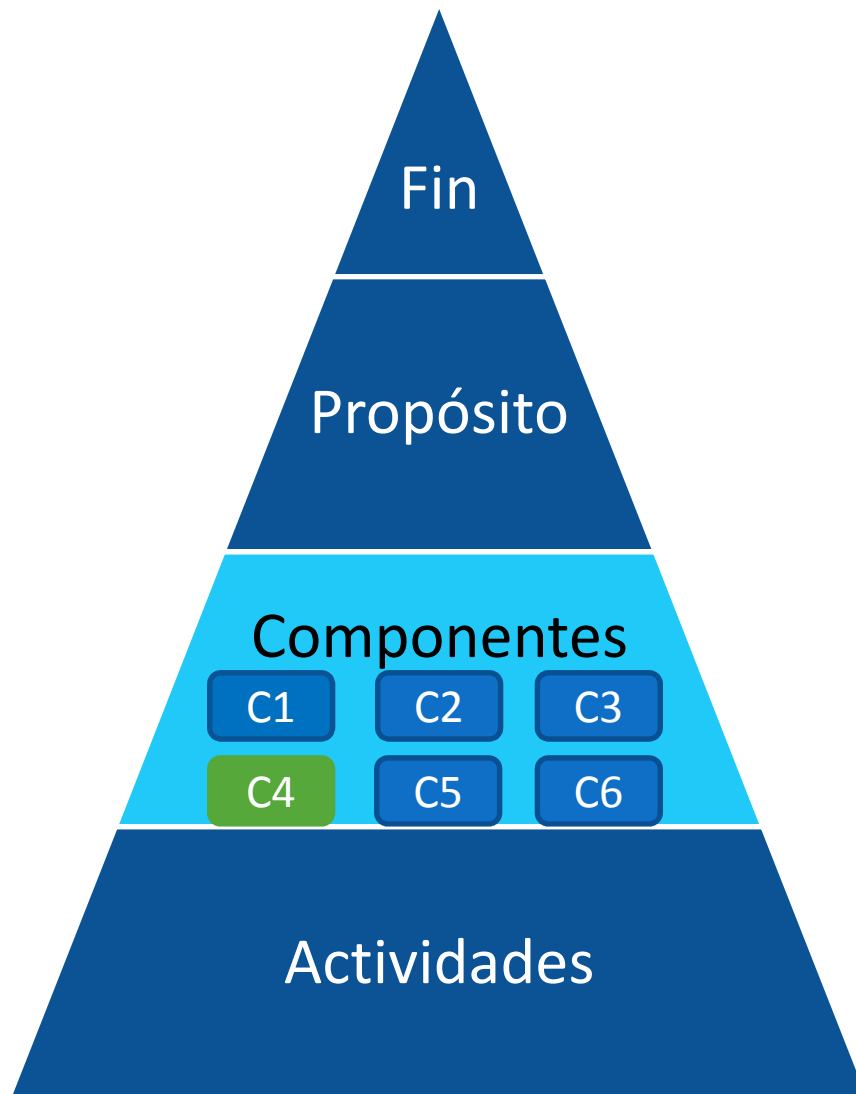 Fin
Propósito
Componentes
C1 C2 C3
C4 C5 C6
Actividades